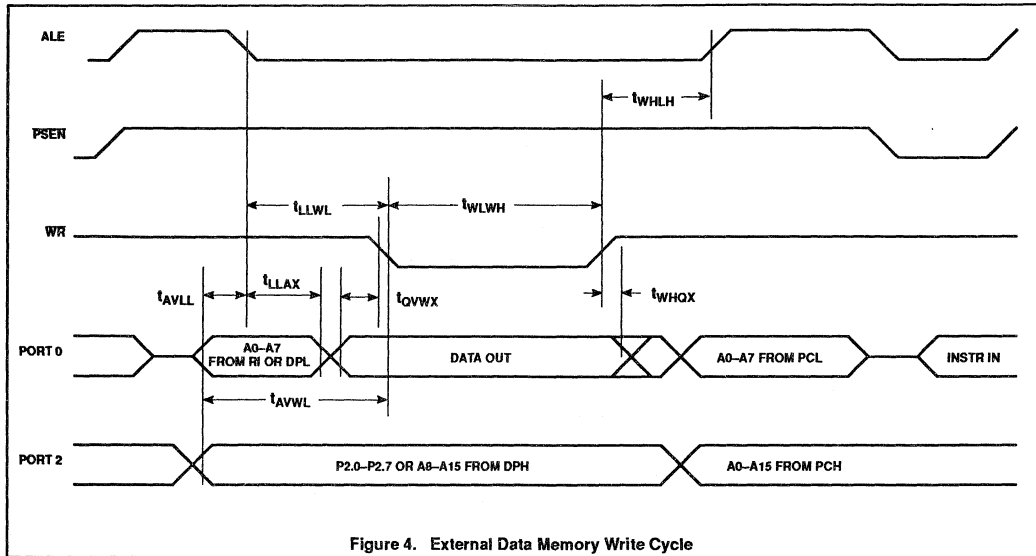 ALE
tWHLH
PSEN
tLLWL
tWLWH
WR
tAVLL
tLLAX
tQVWX
tWHQX
PORT 0
A0–A7
FROM RI OR DPL
DATA OUT
A0–A7 FROM PCL
INSTR IN
tAVWL
PORT 2
P2.0–P2.7 OR A8–A15 FROM DPH
A0–A15 FROM PCH
Figure 4. External Data Memory Write Cycle